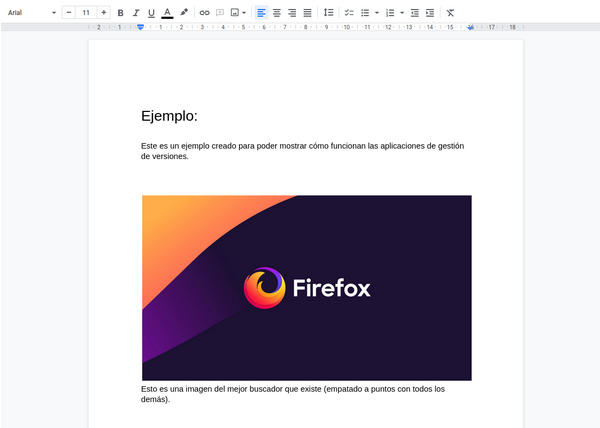 Arial 11 B I U A
2 1 1 2 3 4 5 6 7 8 9 10 11 12 13 14 15 16 17 18
Ejemplo:
Este es un ejemplo creado para poder mostrar cómo funcionan las aplicaciones de gestión
de versiones.
Firefox
Esto es una imagen del mejor buscador que existe (empatado a puntos con todos los
demás).